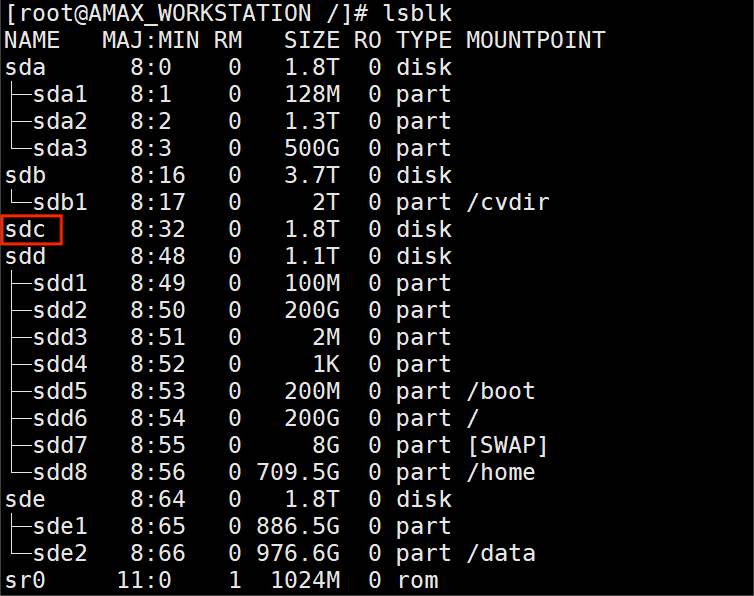 [root@AMAX_WORKSTATION /]# lsblk
NAME   MAJ:MIN RM   SIZE RO TYPE MOUNTPOINT
sda      8:0    0   1.8T  0 disk
├─sda1   8:1    0   128M  0 part
├─sda2   8:2    0   1.3T  0 part
└─sda3   8:3    0   500G  0 part
sdb      8:16   0   3.7T  0 disk
└─sdb1   8:17   0     2T  0 part /cvdir
sdc      8:32   0   1.8T  0 disk
sdd      8:48   0   1.1T  0 disk
├─sdd1   8:49   0   100M  0 part
├─sdd2   8:50   0   200G  0 part
├─sdd3   8:51   0     2M  0 part
├─sdd4   8:52   0     1K  0 part
├─sdd5   8:53   0   200M  0 part /boot
├─sdd6   8:54   0   200G  0 part /
├─sdd7   8:55   0     8G  0 part [SWAP]
└─sdd8   8:56   0 709.5G  0 part /home
sde      8:64   0   1.8T  0 disk
├─sde1   8:65   0 886.5G  0 part
└─sde2   8:66   0 976.6G  0 part /data
sr0     11:0    1  1024M  0 rom